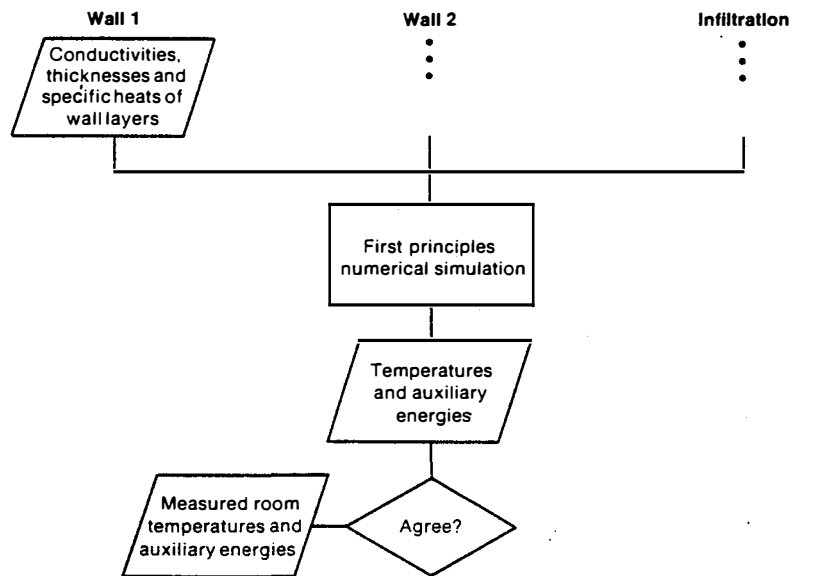 Wall 1
Wall 2
Infiltration
Conductivities,
thicknesses and
specific heats of
wall layers
First principles
numerical simulation
Temperatures
and auxiliary
energies
Measured room
temperatures and
auxiliary energies
Agree?